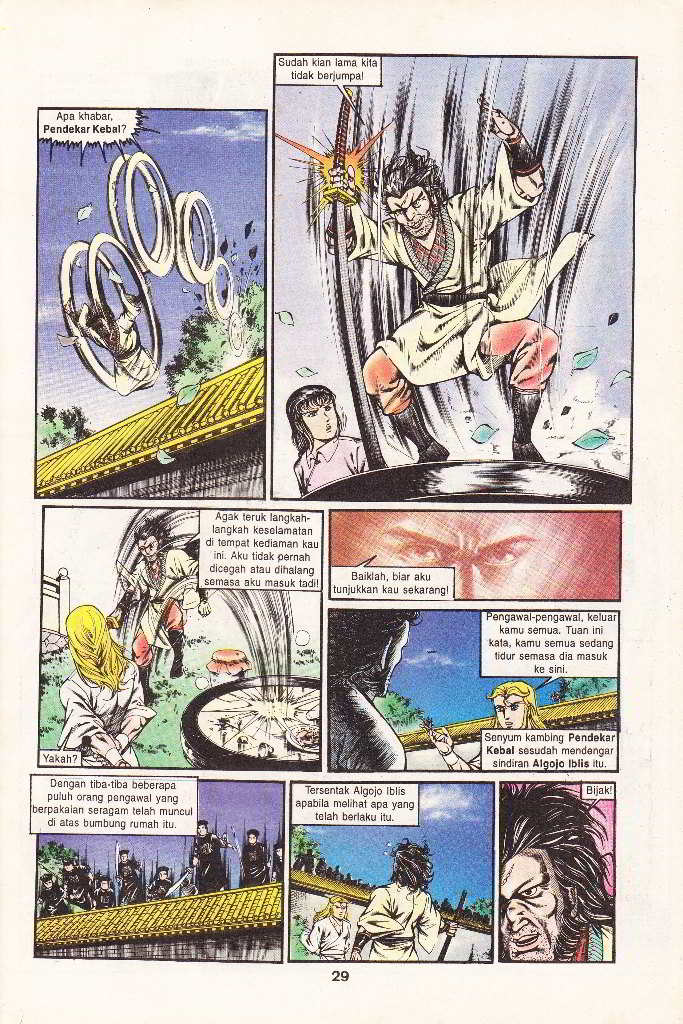 Apa khabar,
Pendekar Kebal?
Sudah kian lama kita
tidak berjumpa!
Agak teruk langkah-
langkah keselamatan
di tempat kediaman kau
ini. Aku tidak pernah
dicegah atau dihalang
semasa aku masuk tadi!
Yakah?
Baiklah, biar aku
tunjukkan kau sekarang!
Pengawal-pengawal, keluar
kamu semua. Tuan ini
kata, kamu semua sedang
tidur semasa dia masuk
ke sini.
Senyum kambing Pendekar
Kebal sesudah mendengar
sindiran Algojo Iblis itu.
Dengan tiba-tiba beberapa
puluh orang pengawal yang
berpakaian seragam telah muncul
di atas bumbung rumah itu.
Tersentak Algojo Iblis
apabila melihat apa yang
telah berlaku itu.
Bijak!
29